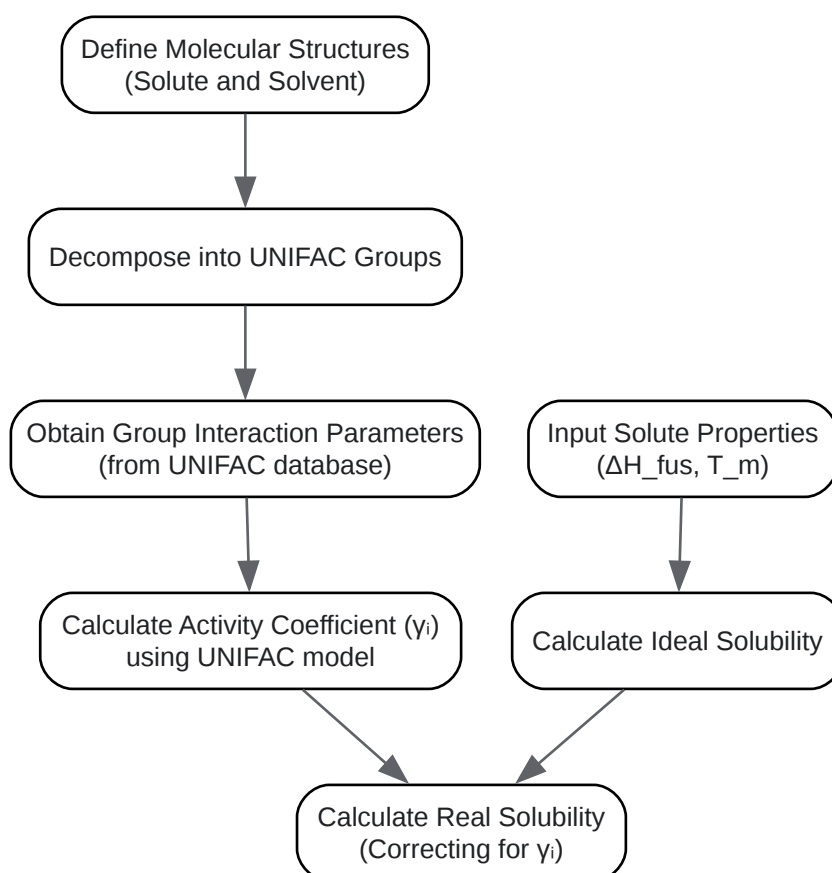 Define Molecular Structures
(Solute and Solvent)
Decompose into UNIFAC Groups
Obtain Group Interaction Parameters
(from UNIFAC database)
Input Solute Properties
(ΔH_fus, T_m)
Calculate Activity Coefficient (γᵢ)
using UNIFAC model
Calculate Ideal Solubility
Calculate Real Solubility
(Correcting for γᵢ)